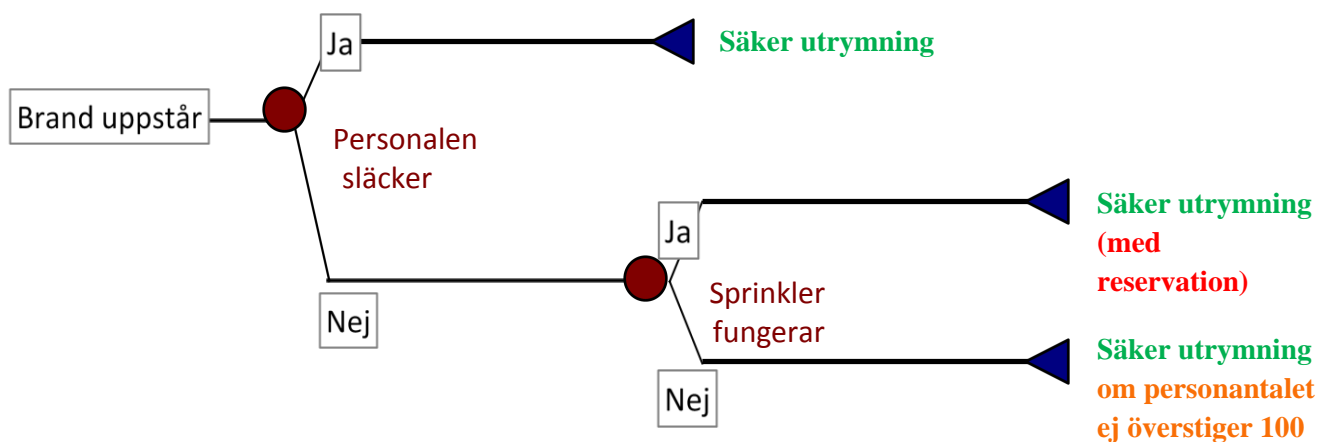 Ja
Säker utrymning
Brand uppstår
Personalen
släcker
Säker utrymning
(med
reservation)
Ja
Sprinkler
fungerar
Nej
Säker utrymning
om personantalet
ej överstiger 100
Nej